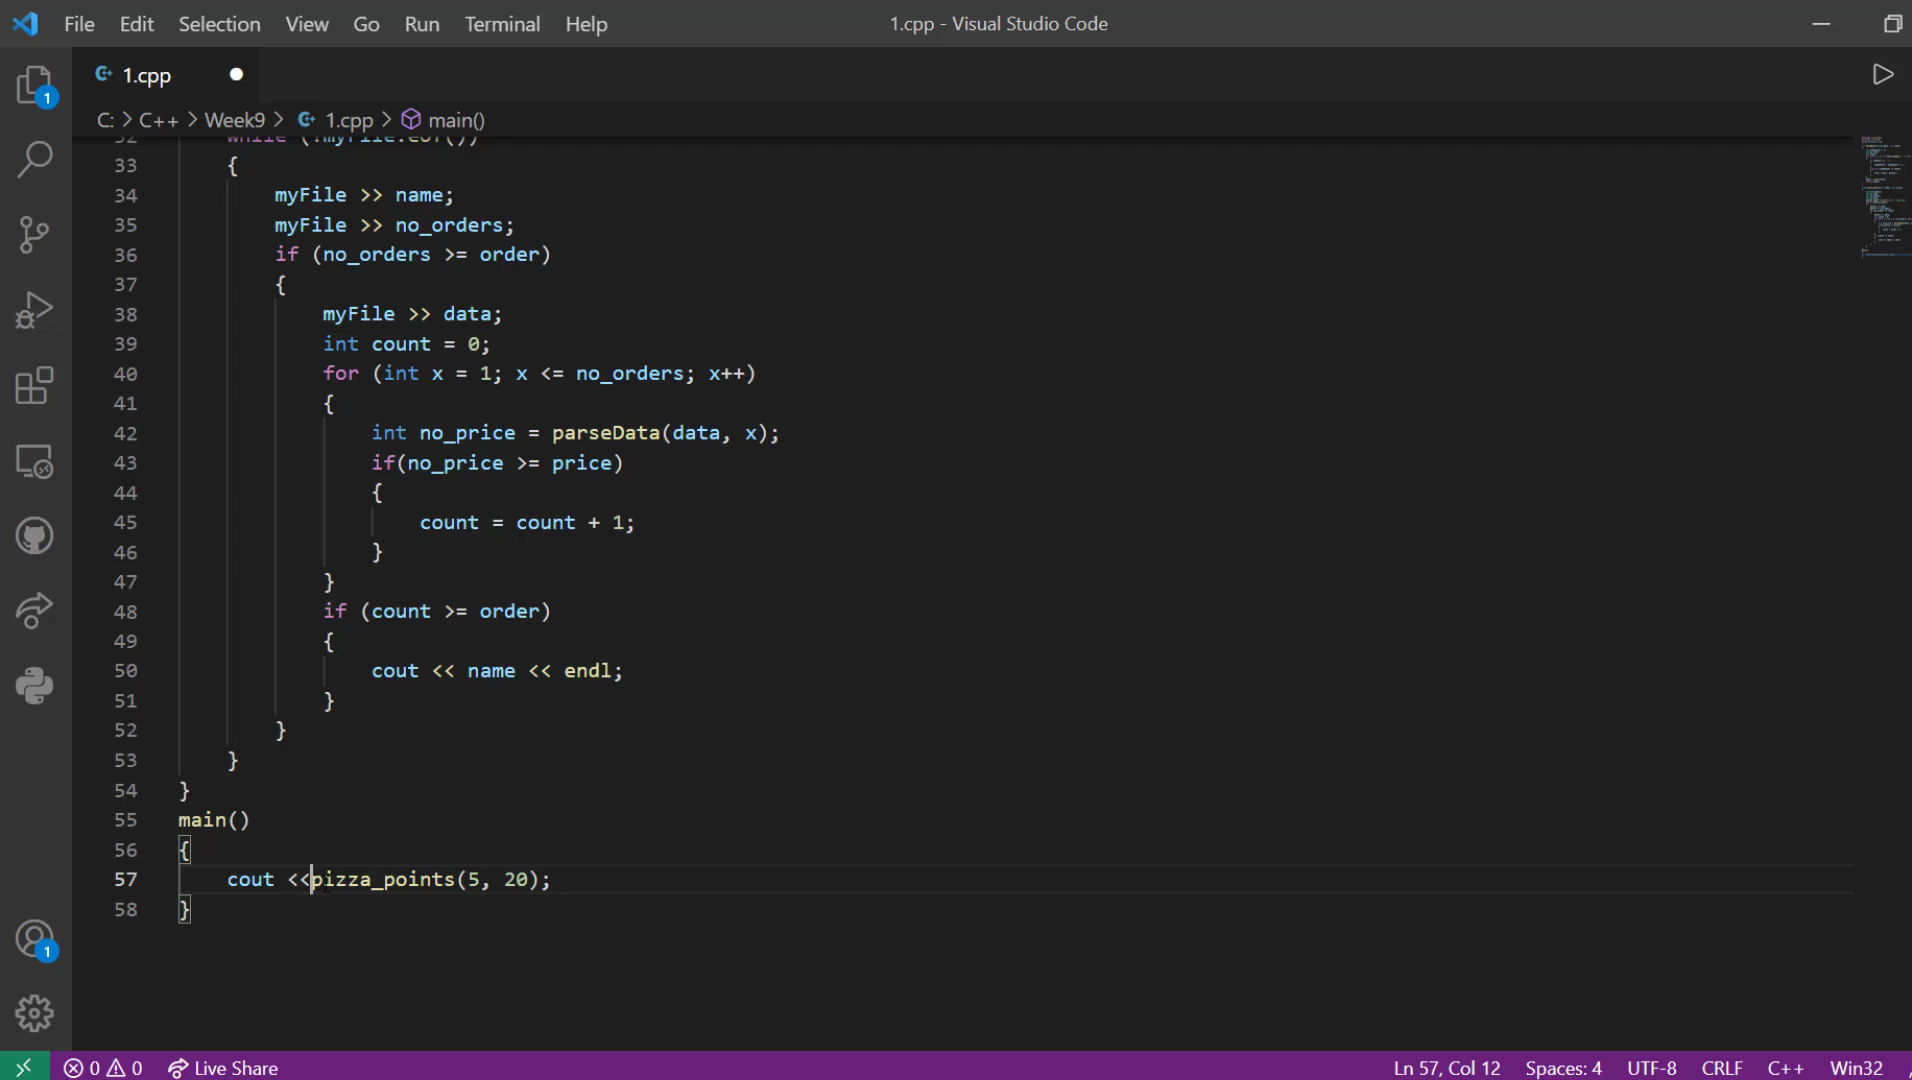 File Edit Selection View Go Run Terminal Help 1.cpp - Visual Studio Code
1.cpp
C: > C++ > Week9 > 1.cpp > main()
32 while (!myFile.eof())
33 {
34 myFile >> name;
35 myFile >> no_orders;
36 if (no_orders >= order)
37 {
38 myFile >> data;
39 int count = 0;
40 for (int x = 1; x <= no_orders; x++)
41 {
42 int no_price = parseData(data, x);
43 if(no_price >= price)
44 {
45 count = count + 1;
46 }
47 }
48 if (count >= order)
49 {
50 cout << name << endl;
51 }
52 }
53 }
54 }
55 main()
56 {
57 cout <<pizza_points(5, 20);
58 }
1
1
0 0 Live Share Ln 57, Col 12 Spaces: 4 UTF-8 CRLF C++ Win32